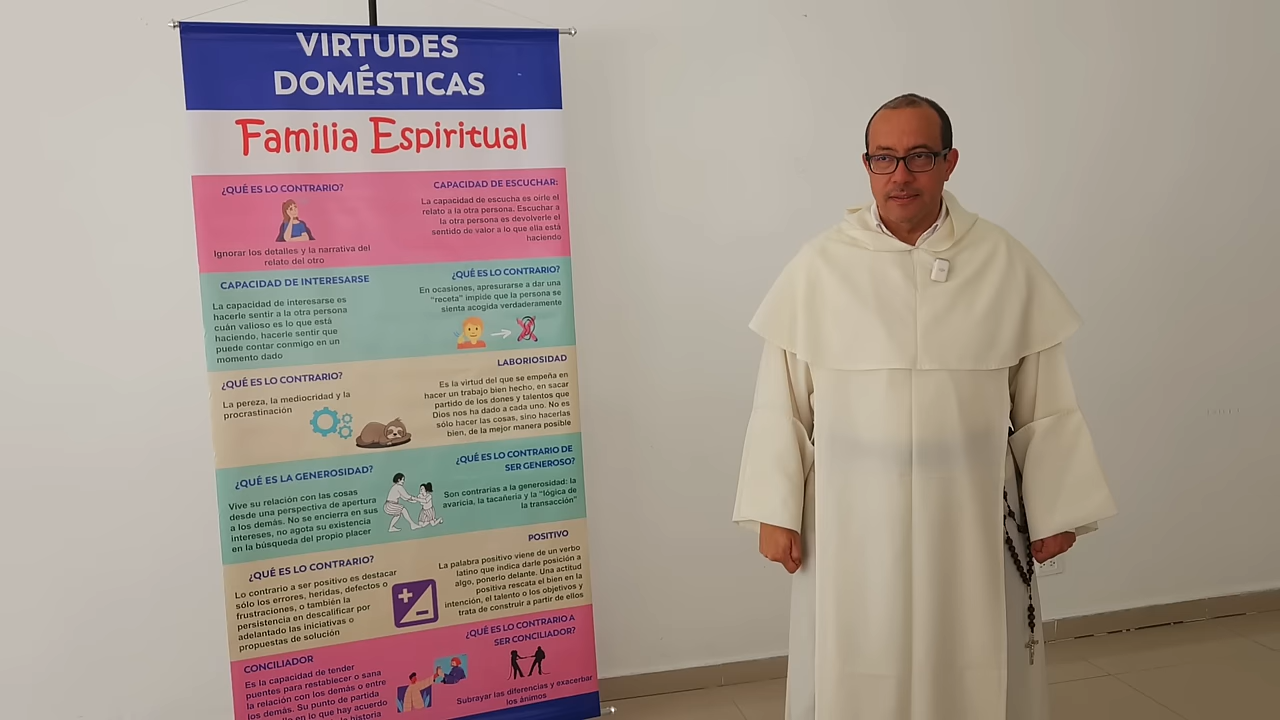 VIRTUDES
DOMÉSTICAS
Familia Espiritual
¿QUÉ ES LO CONTRARIO?
Ignorar los detalles y la narrativa del
relato del otro
CAPACIDAD DE ESCUCHAR:
La capacidad de escucha es oírle el
relato a la otra persona. Escuchar a
la otra persona es devolverle el
sentido de valor a lo que ella está
haciendo
CAPACIDAD DE INTERESARSE
La capacidad de interesarse es
hacerle sentir a la otra persona
cuán valioso es lo que está
haciendo, hacerle sentir que
puede contar conmigo en un
momento dado
¿QUÉ ES LO CONTRARIO?
En ocasiones, apresurarse a dar una
"receta" impide que la persona se
sienta acogida verdaderamente
¿QUÉ ES LO CONTRARIO?
La pereza, la mediocridad y la
procrastinación
LABORIOSIDAD
Es la virtud del que se empeña en
hacer un trabajo bien hecho, en sacar
partido de los dones y talentos que
Dios nos ha dado a cada uno. No es
sólo hacer las cosas, sino hacerlas
bien, de la mejor manera posible
¿QUÉ ES LA GENEROSIDAD?
Vive su relación con las cosas
desde una perspectiva de apertura
a los demás. No se encierra en sus
intereses, no agota su existencia
en la búsqueda del propio placer
¿QUÉ ES LO CONTRARIO DE
SER GENEROSO?
Son contrarias a la generosidad: la
avaricia, la tacañería y la "lógica de
la transacción"
¿QUÉ ES LO CONTRARIO?
Lo contrario a ser positivo es destacar
sólo los errores, heridas, defectos o
frustraciones, o también la
persistencia en descalificar por
adelantado las iniciativas o
propuestas de solución
POSITIVO
La palabra positivo viene de un verbo
latino que indica darle posición a
algo, ponerlo delante. Una actitud
positiva rescata el bien en la
intención, el talento o los objetivos y
trata de construir a partir de ellos
CONCILIADOR
Es la capacidad de tender
puentes para restablecer o sana
la relación con los demás o entre
los demás. Su punto de partida
en lo que hay acuerdo
la historia
¿QUÉ ES LO CONTRARIO A
SER CONCILIADOR?
Subrayar las diferencias y exacerbar
los ánimos